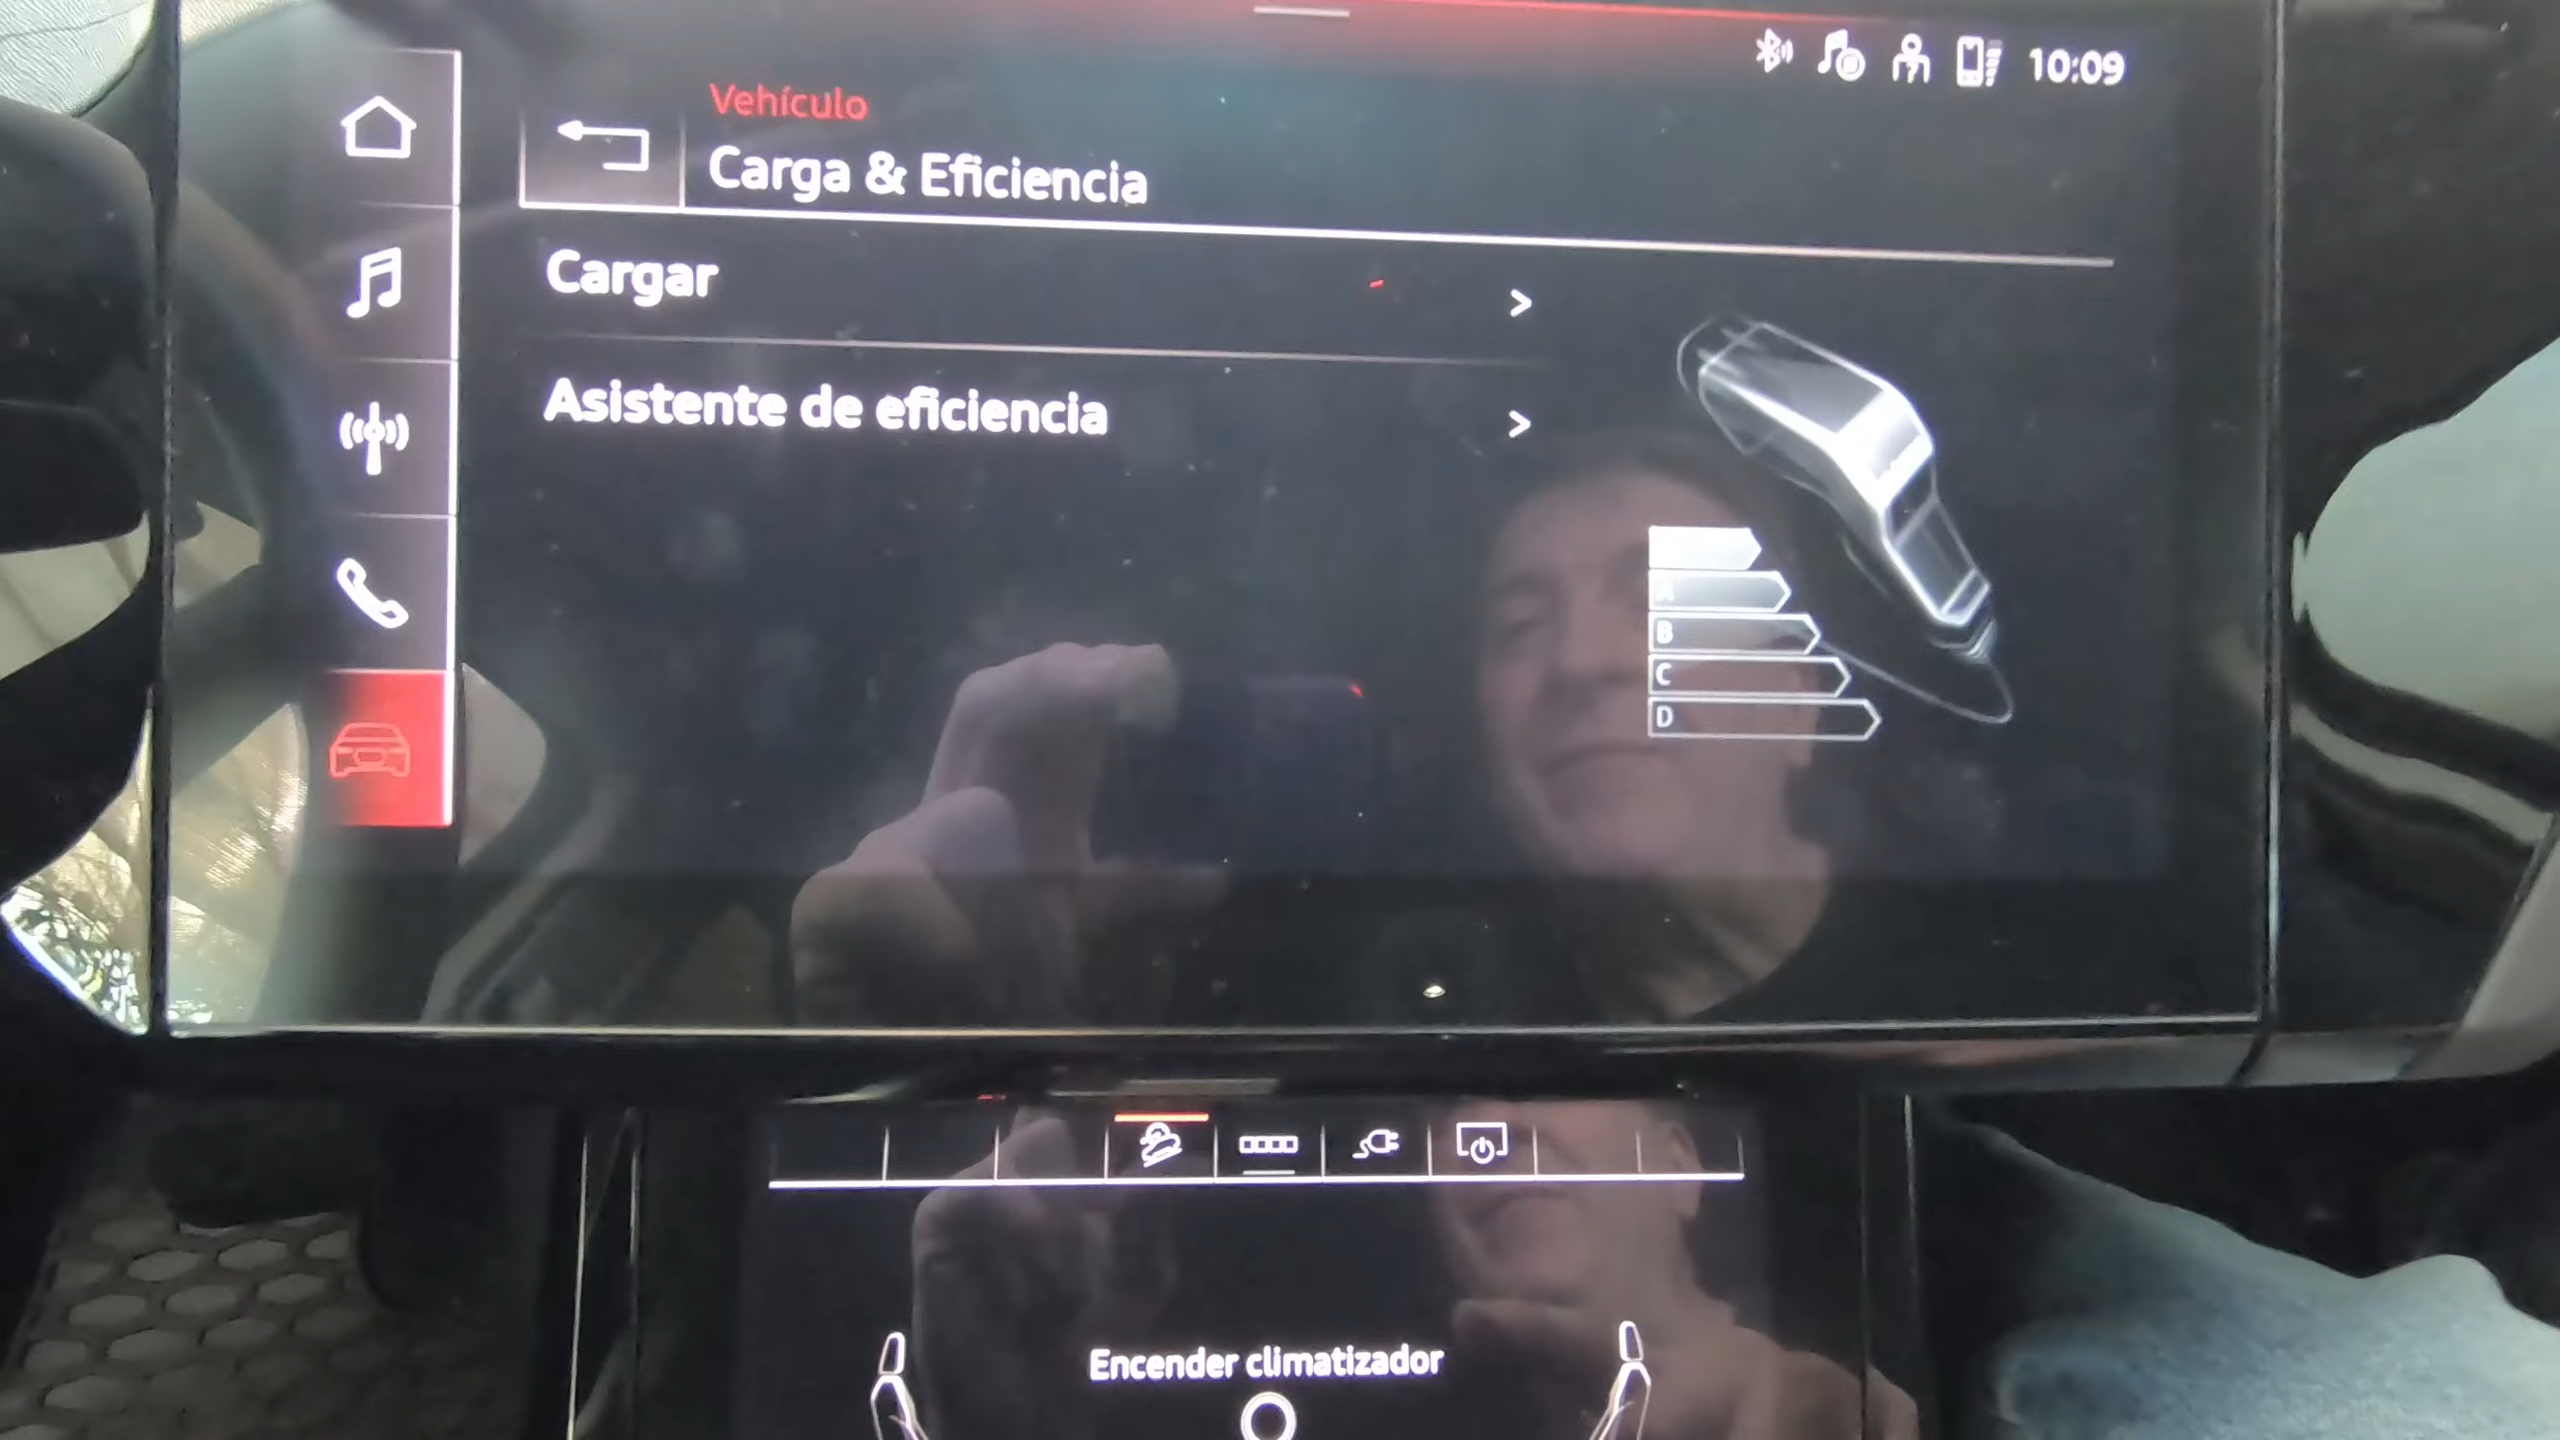 10:09
Vehículo
Carga & Eficiencia
Cargar
Asistente de eficiencia
A
B
C
D
Encender climatizador